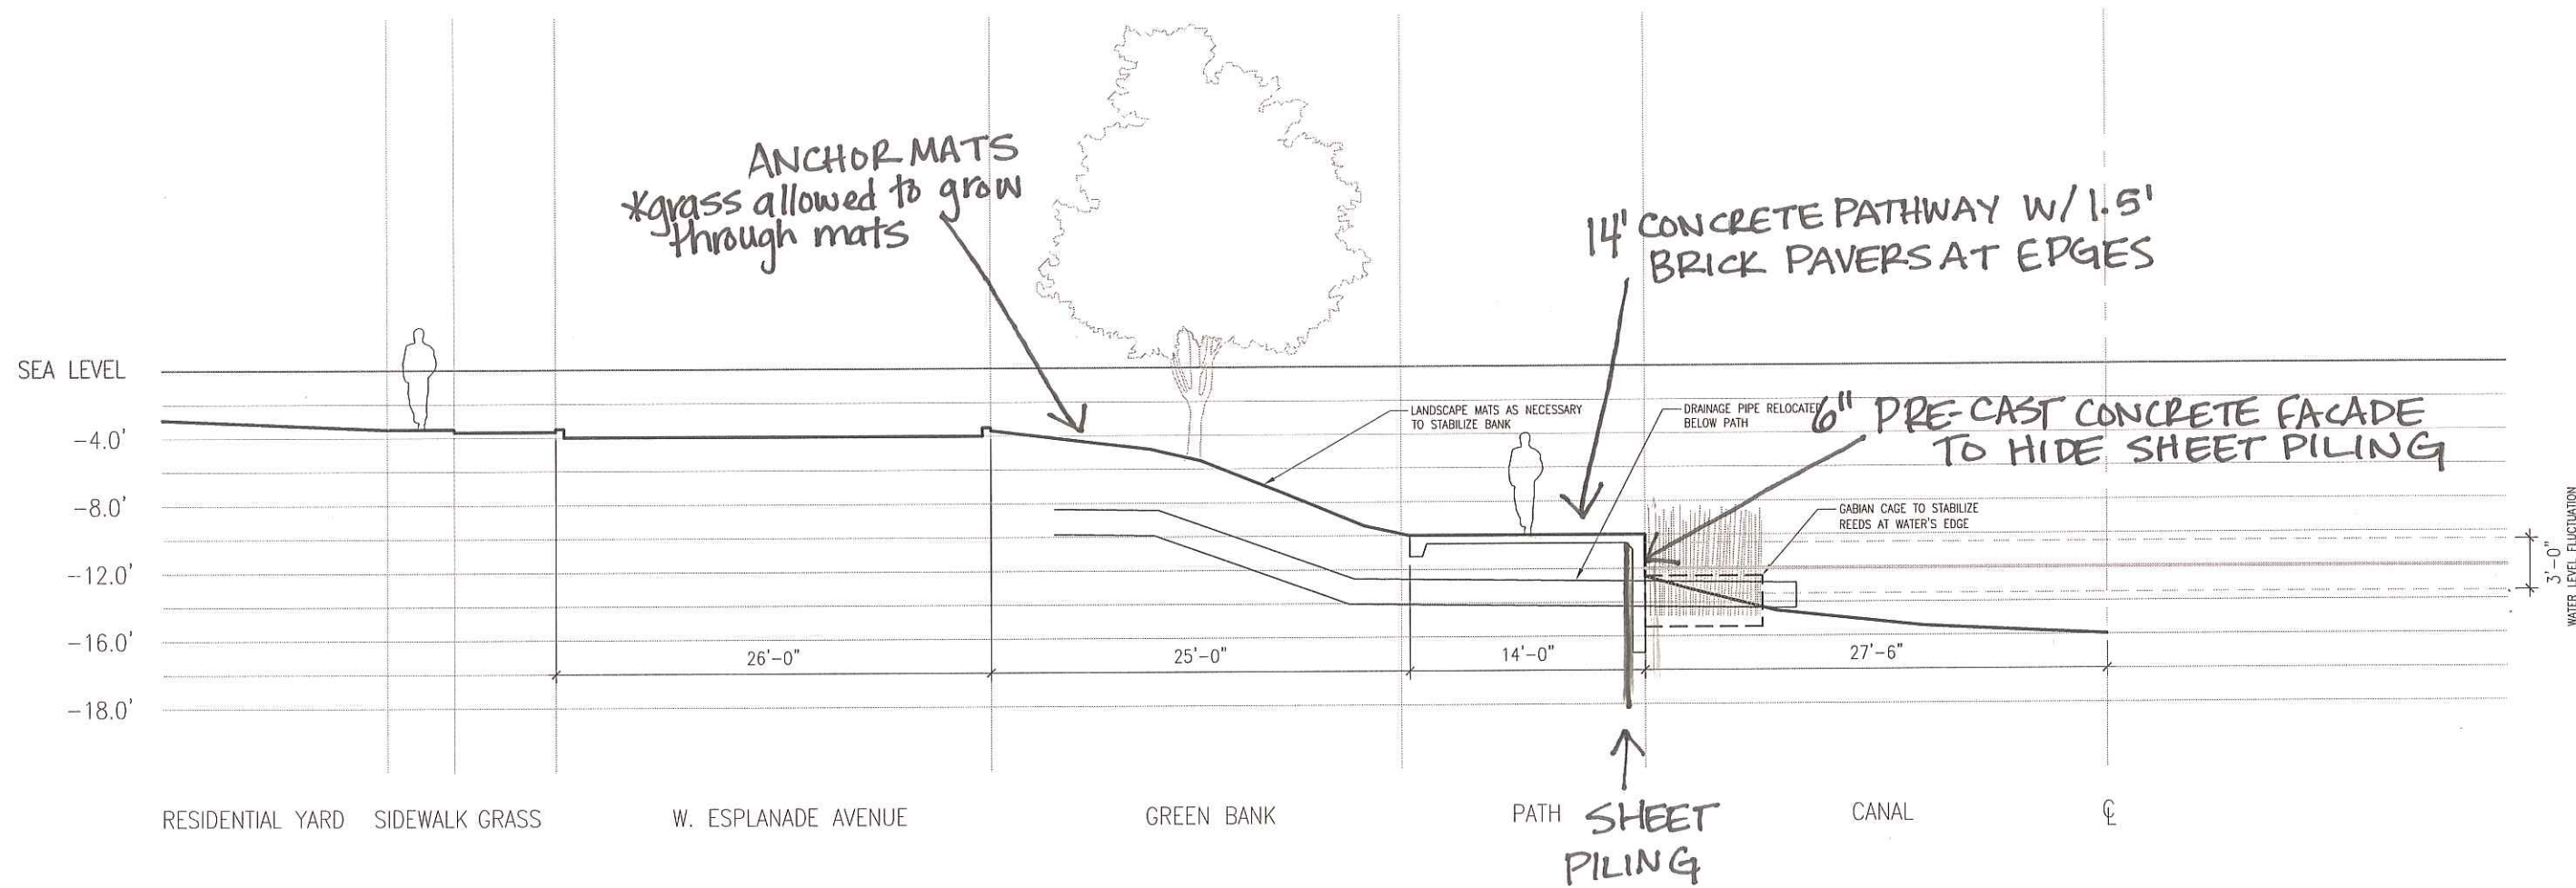 ANCHOR MATS
*grass allowed to grow
through mats
14' CONCRETE PATHWAY W/ 1.5'
BRICK PAVERS AT EDGES
SEA LEVEL
-4.0'
-8.0'
-12.0'
-16.0'
-18.0'
LANDSCAPE MATS AS NECESSARY
TO STABILIZE BANK
DRAINAGE PIPE RELOCATED
BELOW PATH
6" PRE-CAST CONCRETE FACADE
TO HIDE SHEET PILING
GABIAN CAGE TO STABILIZE
REEDS AT WATER'S EDGE
3'-0"
WATER LEVEL FLUCTUATION
26'-0"
25'-0"
14'-0"
27'-6"
RESIDENTIAL YARD
SIDEWALK
GRASS
W. ESPLANADE AVENUE
GREEN BANK
PATH
SHEET
PILING
CANAL
℄